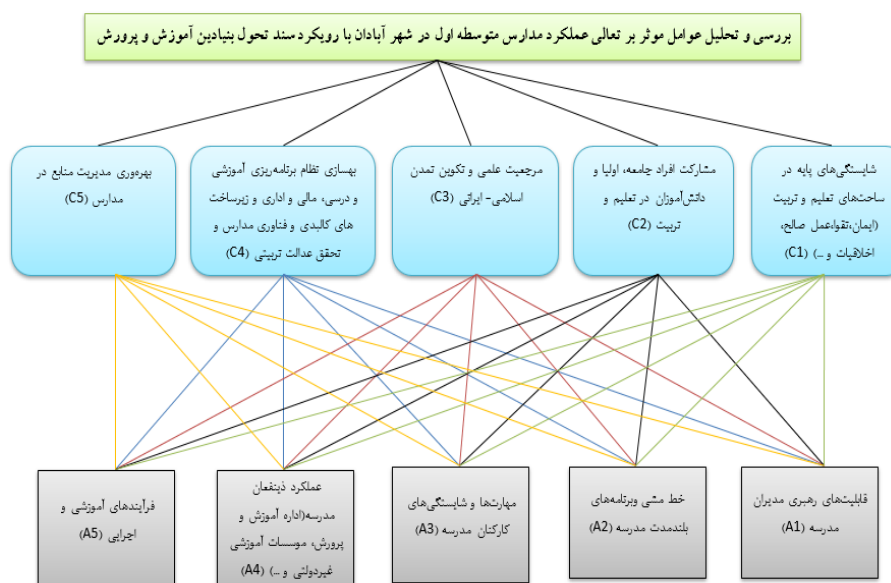 بررسی و تحلیل عوامل موثر بر تعالی عملکرد مدارس متوسطه اول در شهر آبادان با رویکرد سند تحول بنیادین آموزش و پرورش
شایستگی‌های پایه در
ساحت‌های تعلیم و تربیت
(ایمان،تقوا،عمل صالح،
اخلاقیات و ...) (C1)
مشارکت افراد جامعه، اولیا و
دانش‌آموزان در تعلیم و
تربیت (C2)
مرجعیت علمی و تکوین تمدن
اسلامی- ایرانی (C3)
بهسازی نظام برنامه‌ریزی آموزشی
و درسی، مالی و اداری و زیرساخت
های کالبدی و فناوری مدارس و
تحقق عدالت تربیتی (C4)
بهره‌وری مدیریت منابع در
مدارس (C5)
قابلیت‌های رهبری مدیران
مدرسه (A1)
خط مشی وبرنامه‌های
بلندمدت مدرسه (A2)
مهارت‌ها و شایستگی‌های
کارکنان مدرسه (A3)
عملکرد ذینفعان
مدرسه(اداره آموزش و
پرورش، موسسات آموزشی
غیردولتی و ...) (A4)
فرآیندهای آموزشی و
اجرایی (A5)